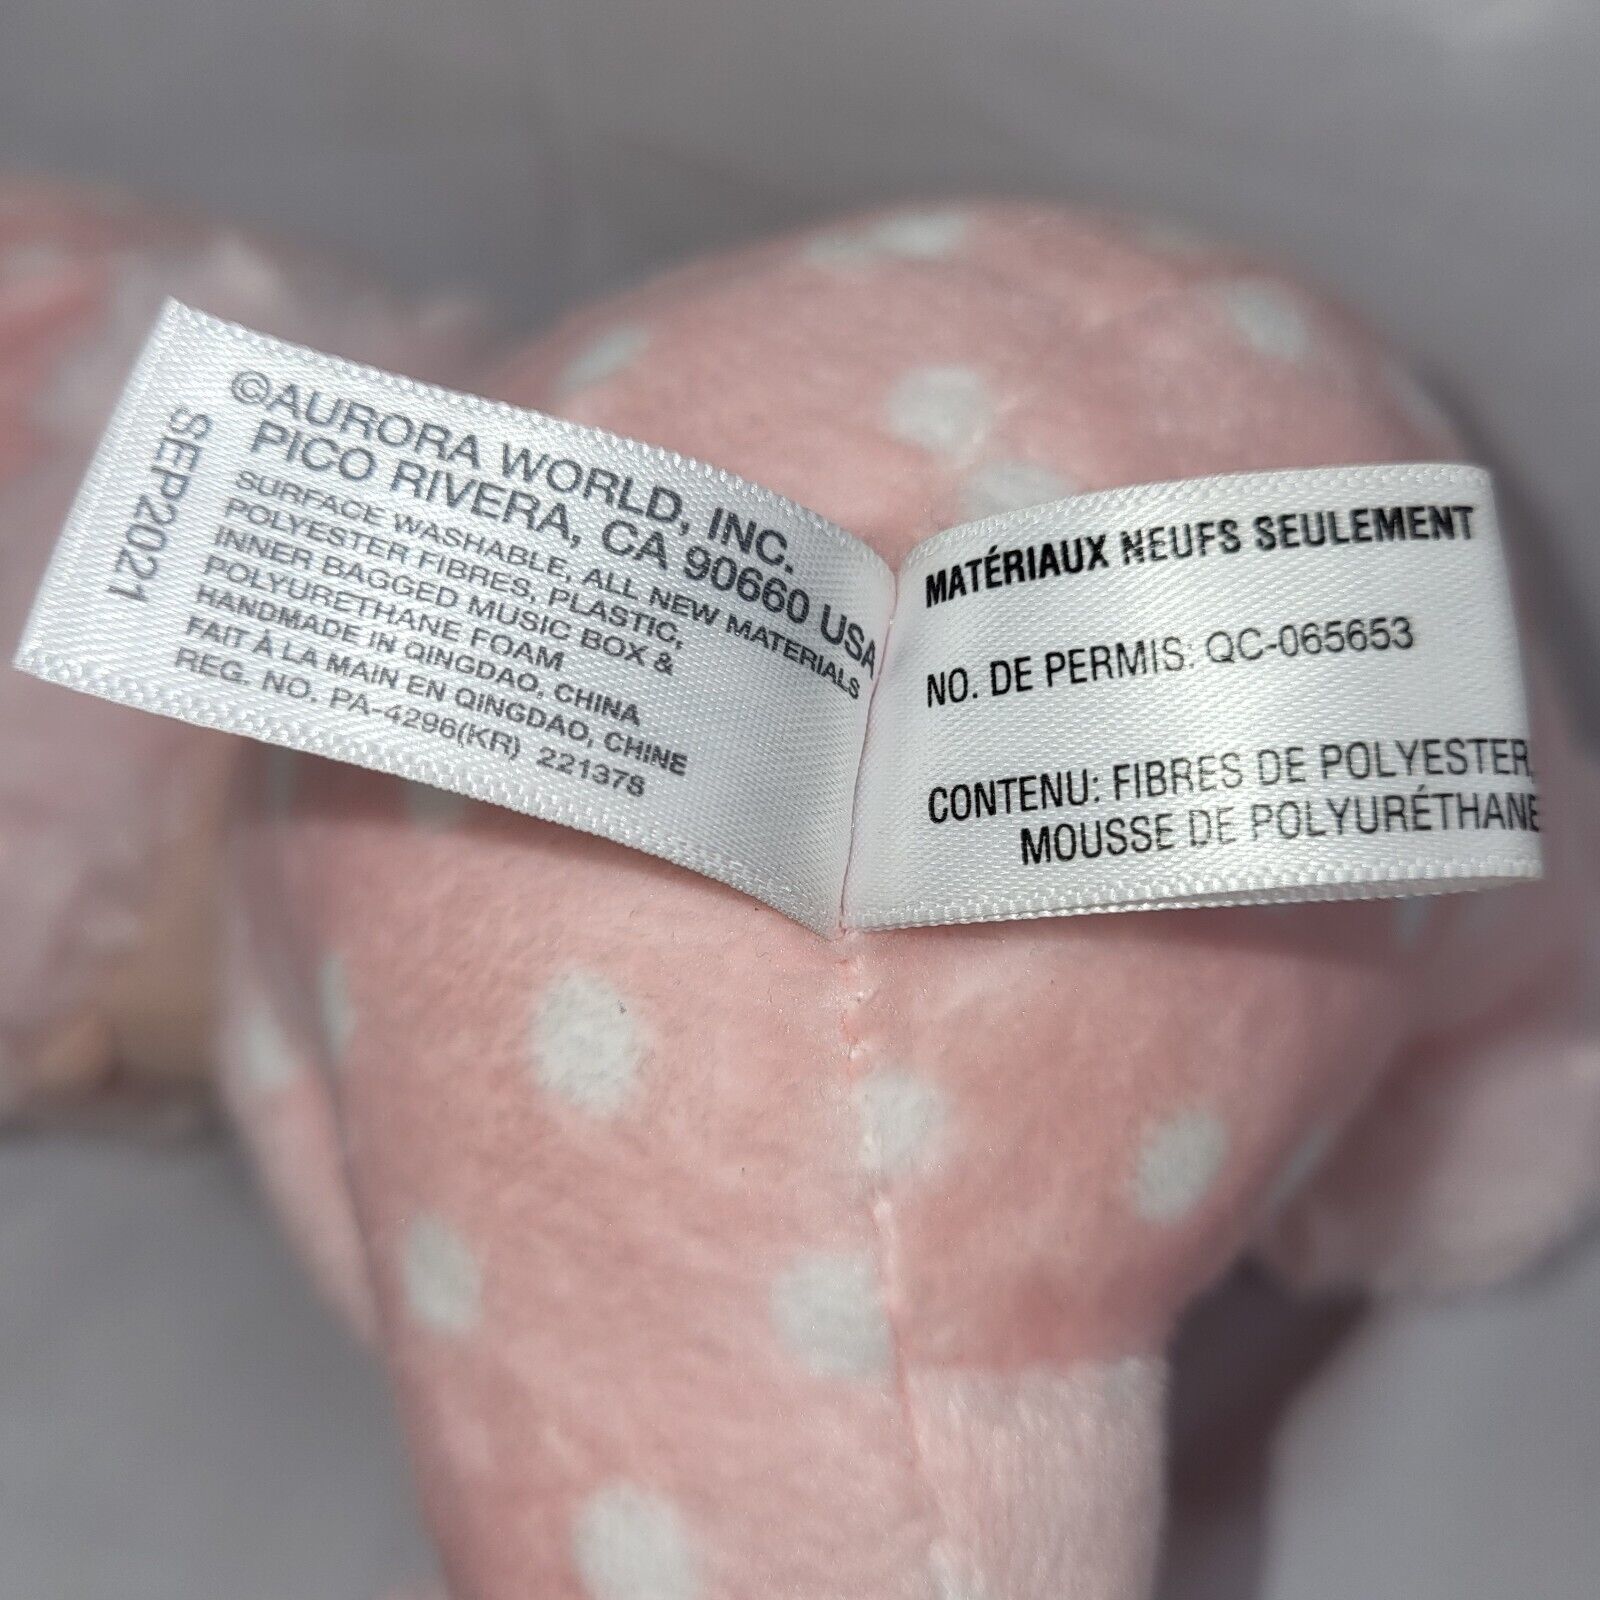 ©AURORA WORLD, INC.
PICO RIVERA, CA 90660 USA
SURFACE WASHABLE, ALL NEW MATERIALS
POLYESTER FIBRES, PLASTIC,
INNER BAGGED MUSIC BOX &
POLYURETHANE FOAM
HANDMADE IN QINGDAO, CHINA
FAIT À LA MAIN EN QINGDAO, CHINE
REG. NO. PA-4296(KR) 221378
SEP2021
MATÉRIAUX NEUFS SEULEMENT
NO. DE PERMIS: QC-065653
CONTENU: FIBRES DE POLYESTER,
MOUSSE DE POLYURÉTHANE